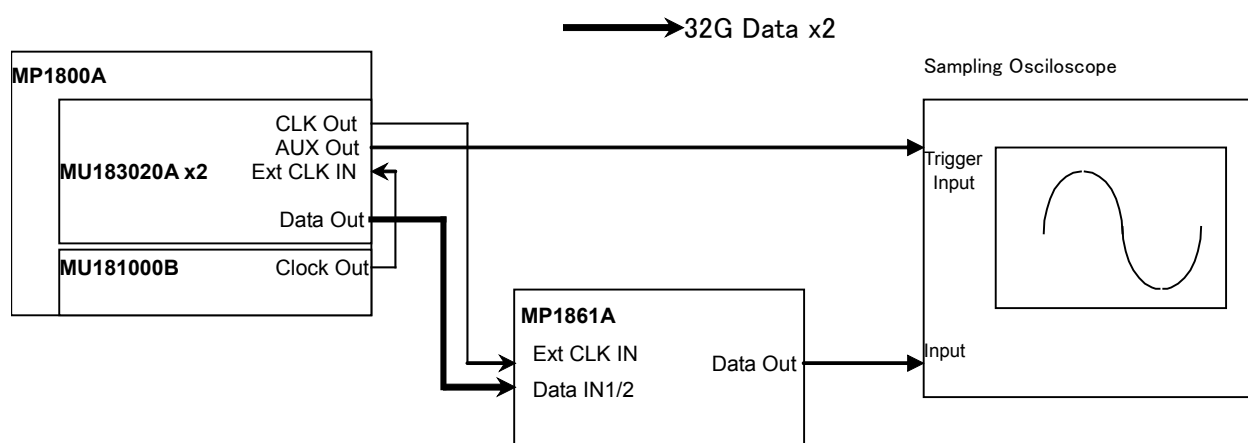 32G Data x2
MP1800A
Sampling Osciloscope
CLK Out
AUX Out
MU183020A x2
Ext CLK IN
Trigger
Input
Data Out
MU181000B
Clock Out
MP1861A
Ext CLK IN
Data Out
Input
Data IN1/2